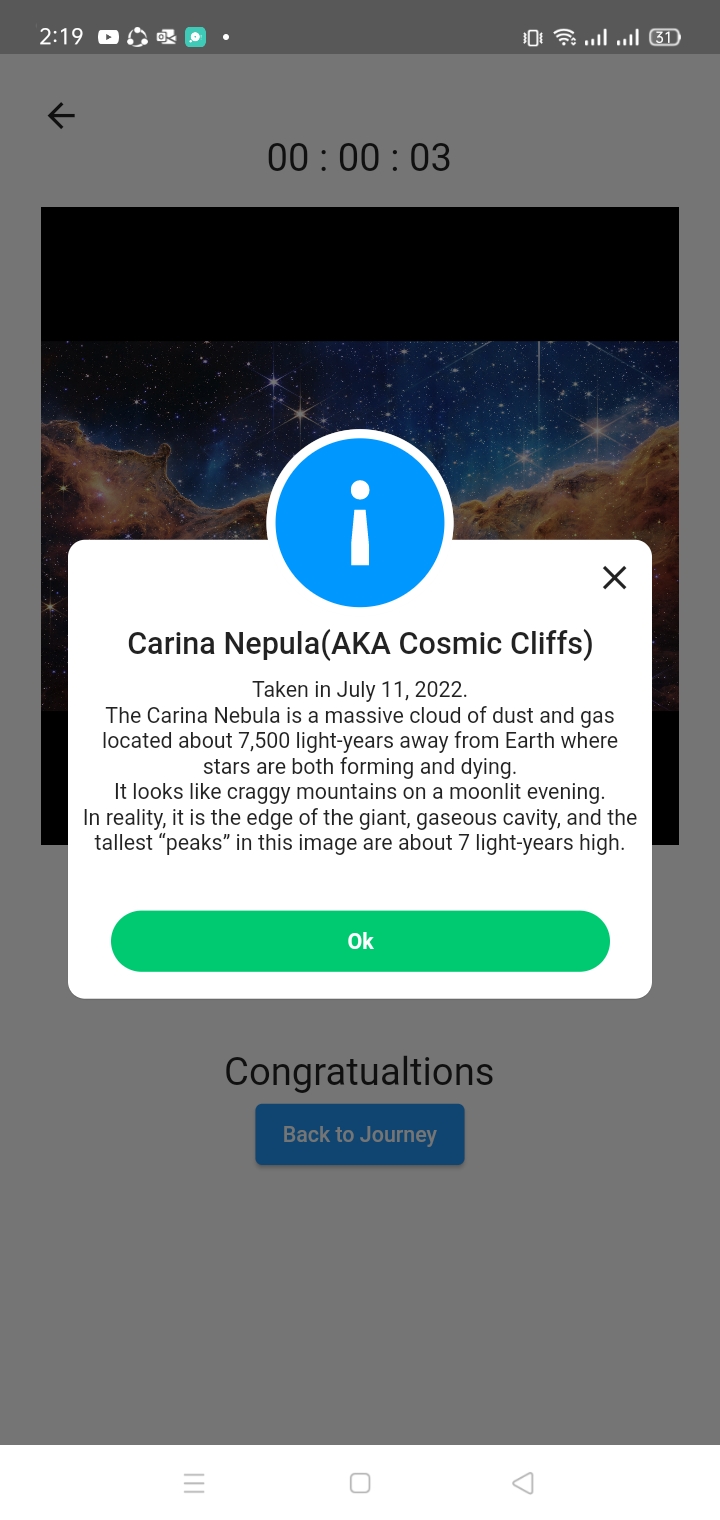 2:19
31
00 : 00 : 03
Carina Nepula(AKA Cosmic Cliffs)
Taken in July 11, 2022.
The Carina Nebula is a massive cloud of dust and gas
located about 7,500 light-years away from Earth where
stars are both forming and dying.
It looks like craggy mountains on a moonlit evening.
In reality, it is the edge of the giant, gaseous cavity, and the
tallest “peaks” in this image are about 7 light-years high.
Ok
Congratualtions
Back to Journey